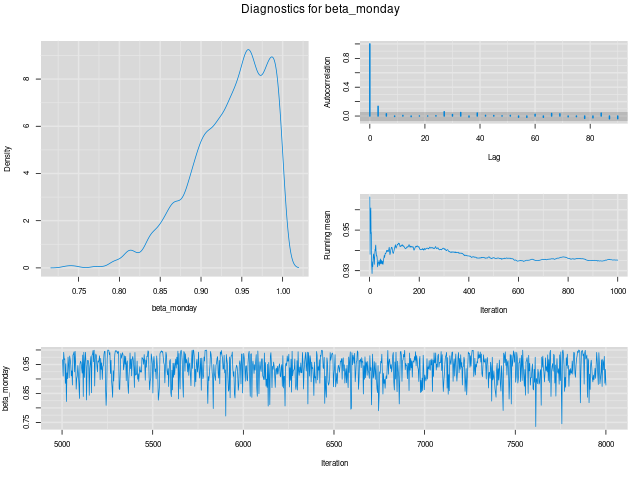 Diagnostics for beta_monday
Density
0 2 4 6 8
0.75 0.80 0.85 0.90 0.95 1.00
beta_monday
Autocorrelation
0.0 0.4 0.8
0 20 40 60 80
Lag
Running mean
0.93 0.95
0 200 400 600 800 1000
Iteration
beta_monday
0.75 0.85 0.95
5000 5500 6000 6500 7000 7500 8000
Iteration